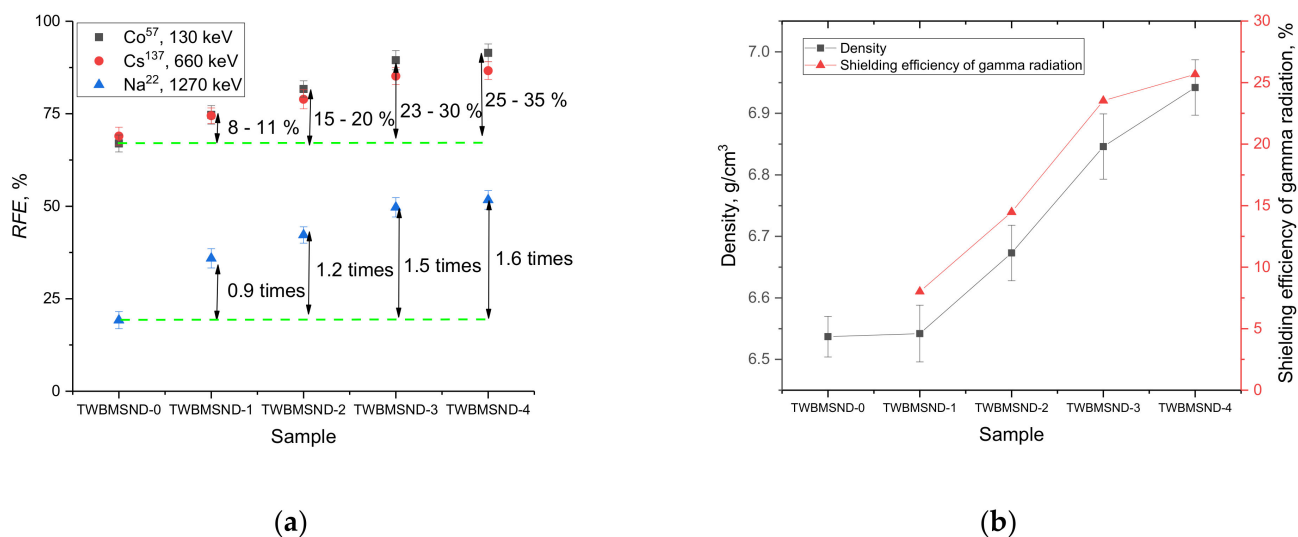 100
75
50
25
0
RFE, %
Co⁵⁷, 130 keV
Cs¹³⁷, 660 keV
Na²², 1270 keV
8 - 11 %
15 - 20 %
23 - 30 %
25 - 35 %
0.9 times
1.2 times
1.5 times
1.6 times
TWBMSND-0 TWBMSND-1 TWBMSND-2 TWBMSND-3 TWBMSND-4
Sample
(a)
7.0
6.9
6.8
6.7
6.6
6.5
Density, g/cm³
Density
Shielding efficiency of gamma radiation
30
25
20
15
10
5
0
Shielding efficiency of gamma radiation, %
TWBMSND-0 TWBMSND-1 TWBMSND-2 TWBMSND-3 TWBMSND-4
Sample
(b)